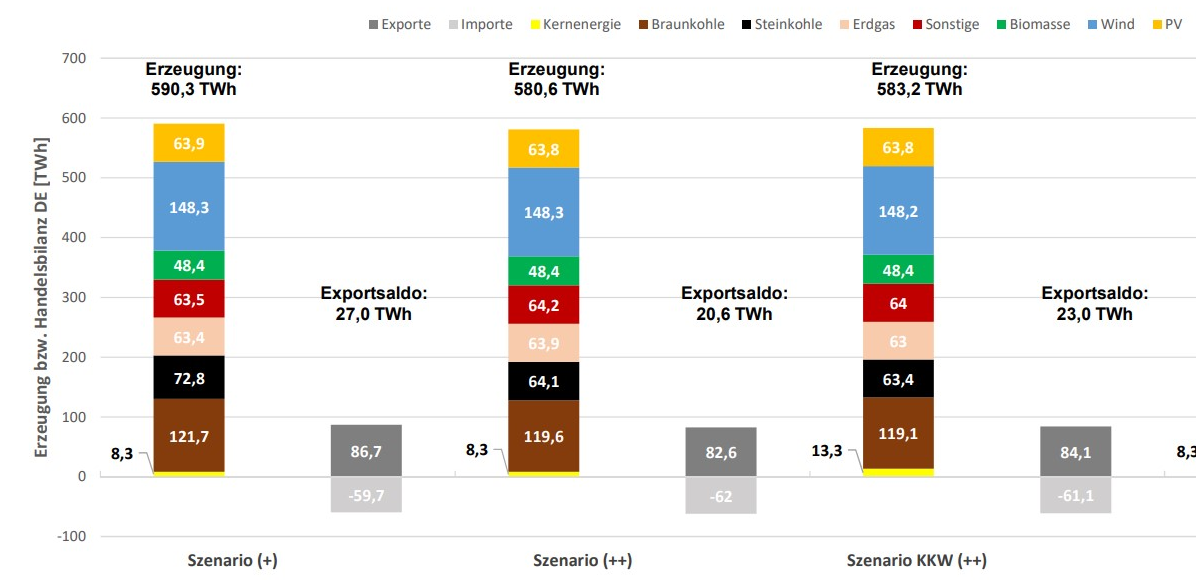 Exporte Importe Kernenergie Braunkohle Steinkohle Erdgas Sonstige Biomasse Wind PV
Erzeugung bzw. Handelsbilanz DE [TWh]
700
600
500
400
300
200
100
0
-100
Erzeugung:
590,3 TWh
63,9
148,3
48,4
63,5
63,4
72,8
121,7
8,3
Exportsaldo:
27,0 TWh
86,7
-59,7
Szenario (+)
Erzeugung:
580,6 TWh
63,8
148,3
48,4
64,2
63,9
64,1
119,6
8,3
Exportsaldo:
20,6 TWh
82,6
-62
Szenario (++)
Erzeugung:
583,2 TWh
63,8
148,2
48,4
64
63
63,4
119,1
13,3
Exportsaldo:
23,0 TWh
84,1
-61,1
Szenario KKW (++)
8,3